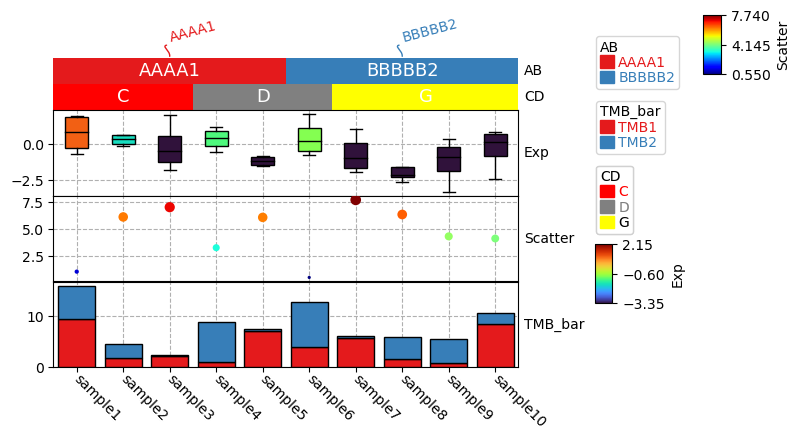 AAAA1 BBBBB2
AAAA1 BBBBB2 AB
C D G CD
0.0
−2.5
Exp
7.5
5.0
2.5
Scatter
10
0
TMB_bar
sample1 sample2 sample3 sample4 sample5 sample6 sample7 sample8 sample9 sample10
AB
AAAA1
BBBBB2
TMB_bar
TMB1
TMB2
CD
C
D
G
2.15
−0.60
−3.35
Exp
7.740
4.145
0.550
Scatter